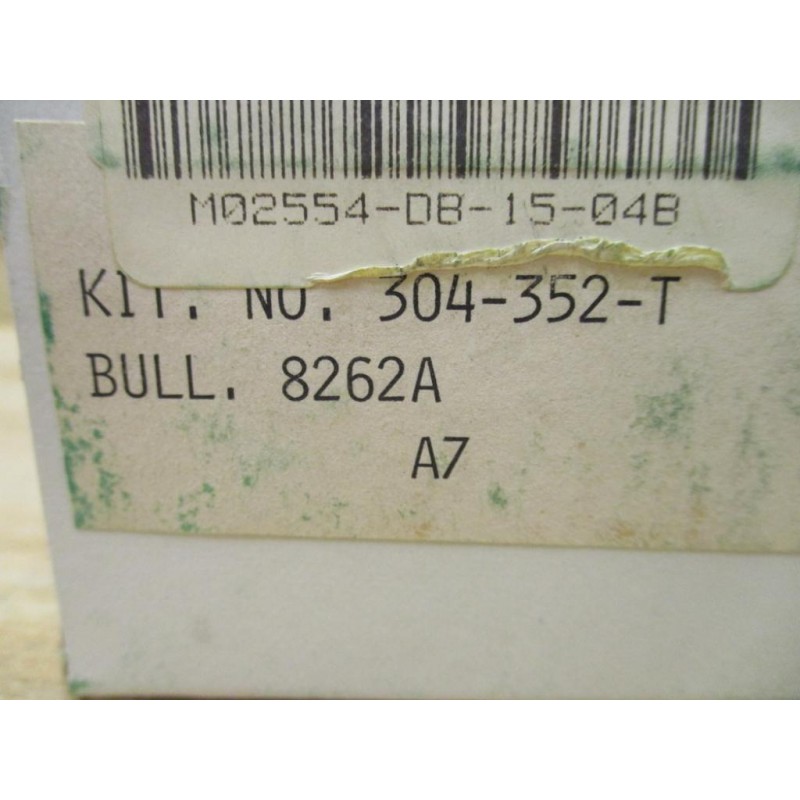 M02554-DB-15-04B
KIT. NO. 304-352-T
BULL. 8262A
A7